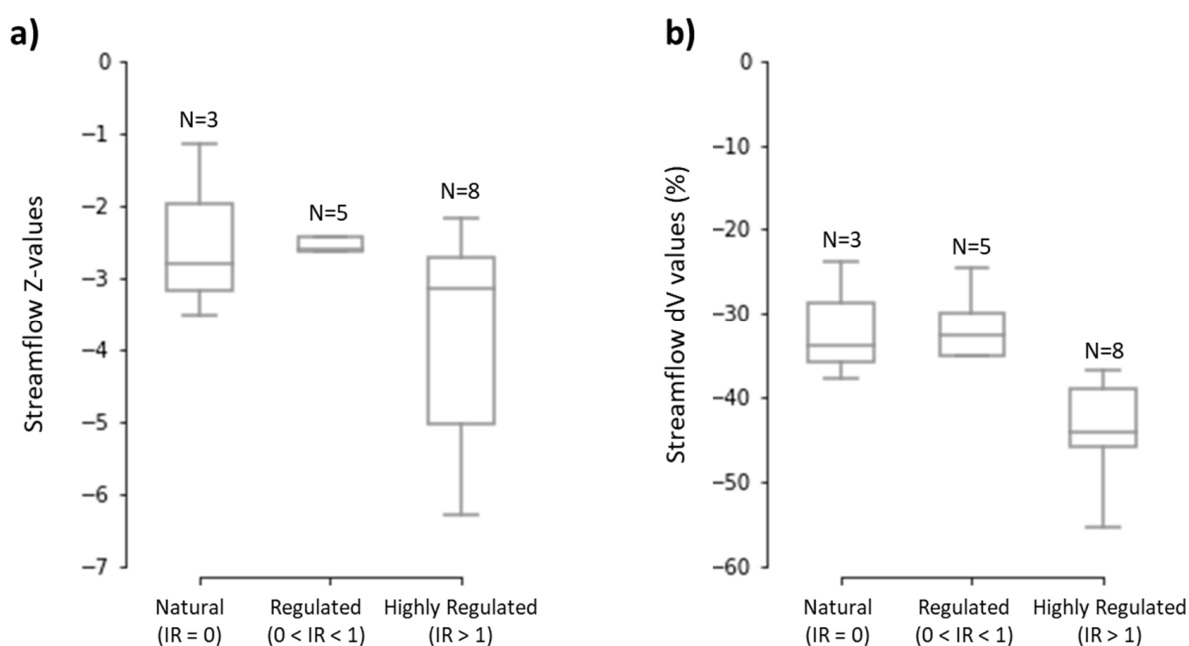 a)
Streamflow Z-values
0
−1
−2
−3
−4
−5
−6
−7
N=3
N=5
N=8
Natural
(IR = 0)
Regulated
(0 < IR < 1)
Highly Regulated
(IR > 1)
b)
Streamflow dV values (%)
0
−10
−20
−30
−40
−50
−60
N=3
N=5
N=8
Natural
(IR = 0)
Regulated
(0 < IR < 1)
Highly Regulated
(IR > 1)